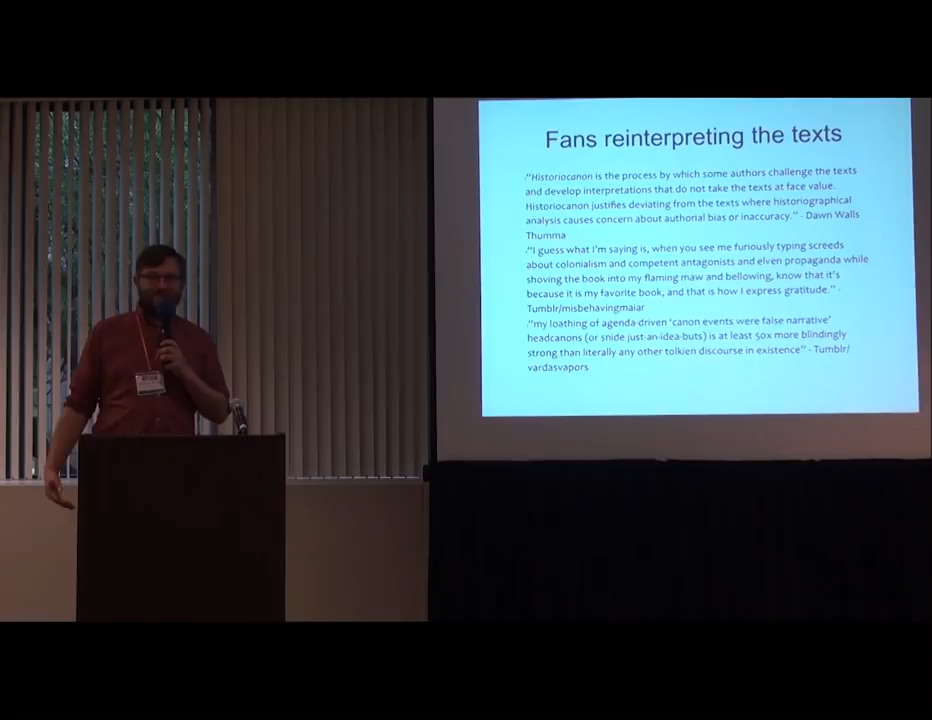 Fans reinterpreting the texts
."Historiocanon is the process by which some authors challenge the texts
and develop interpretations that do not take the texts at face value.
Historiocanon justifies deviating from the texts where historiographical
analysis causes concern about authorial bias or inaccuracy." - Dawn Walls
Thumma
."I guess what I'm saying is, when you see me furiously typing screeds
about colonialism and competent antagonists and elven propaganda while
shoving the book into my flaming maw and bellowing, know that it's
because it is my favorite book, and that is how I express gratitude." -
Tumblr/misbehavingmaiar
."my loathing of agenda-driven 'canon events were false narrative'
headcanons (or snide just-an-idea-buts) is at least 50x more blindingly
strong than literally any other tolkien discourse in existence" - Tumblr/
vardasvapors